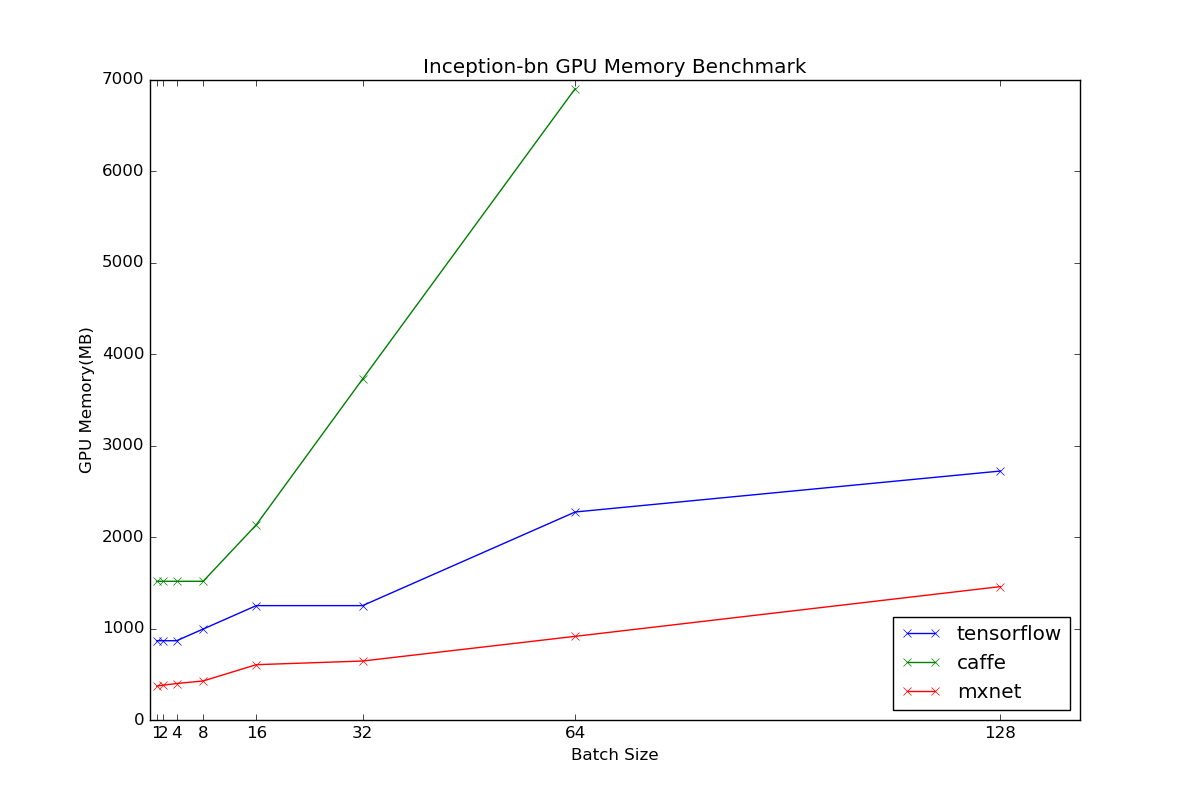 Inception-bn GPU Memory Benchmark
7000
6000
5000
4000
3000
2000
1000
0
GPU Memory(MB)
1 2 4 8 16 32 64 128
Batch Size
tensorflow
caffe
mxnet